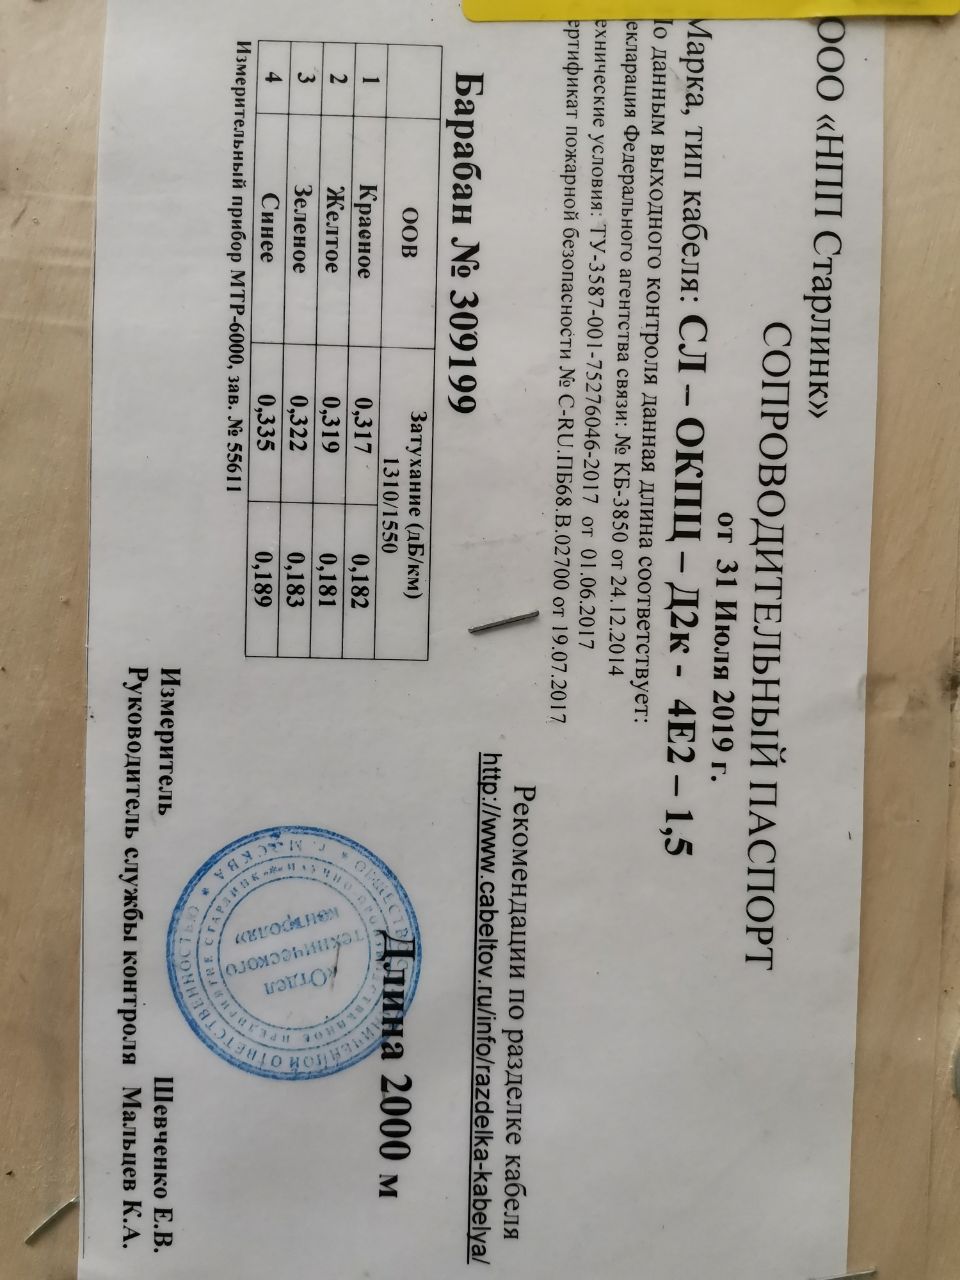 ООО «НПП Старлинк»
СОПРОВОДИТЕЛЬНЫЙ ПАСПОРТ
от 31 Июля 2019 г.
Марка, тип кабеля: СЛ – ОКПЦ – Д2к - 4Е2 – 1,5
По данным выходного контроля данная длина соответствует:
екларация Федерального агентства связи: № КБ-3850 от 24.12.2014
ехнические условия: ТУ-3587-001-75276046-2017 от 01.06.2017
ертификат пожарной безопасности № C-RU.ПБ68.В.02700 от 19.07.2017
Рекомендации по разделке кабеля
http://www.cabeltov.ru/info/razdelka-kabelya/
Барабан № 309199
Длина 2000 м
ООВ Затухание (дБ/км)
1310/1550
1 Красное 0,317 0,182
2 Желтое 0,319 0,181
3 Зеленое 0,322 0,183
4 Синее 0,335 0,189
Измерительный прибор МТР-6000, зав. № 55611
Измеритель Шевченко Е.В.
Руководитель службы контроля Мальцев К.А.
«Отдел
технического
контроля»
* г. МОСКВА *